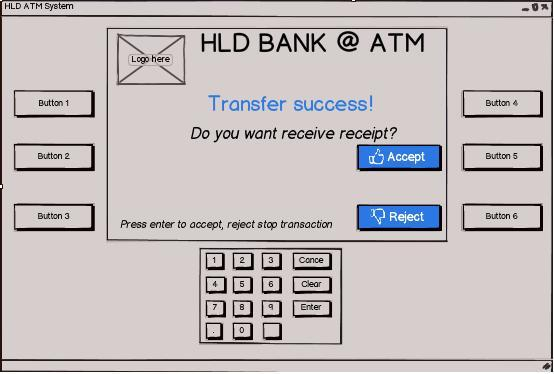 HLD ATM System
Logo here
HLD BANK @ ATM
Transfer success!
Do you want receive receipt?
Button 1
Button 4
Button 2
Accept
Button 5
Button 3
Press enter to accept, reject stop transaction
Reject
Button 6
1 2 3 Cance
4 5 6 Clear
7 8 9 Enter
. 0